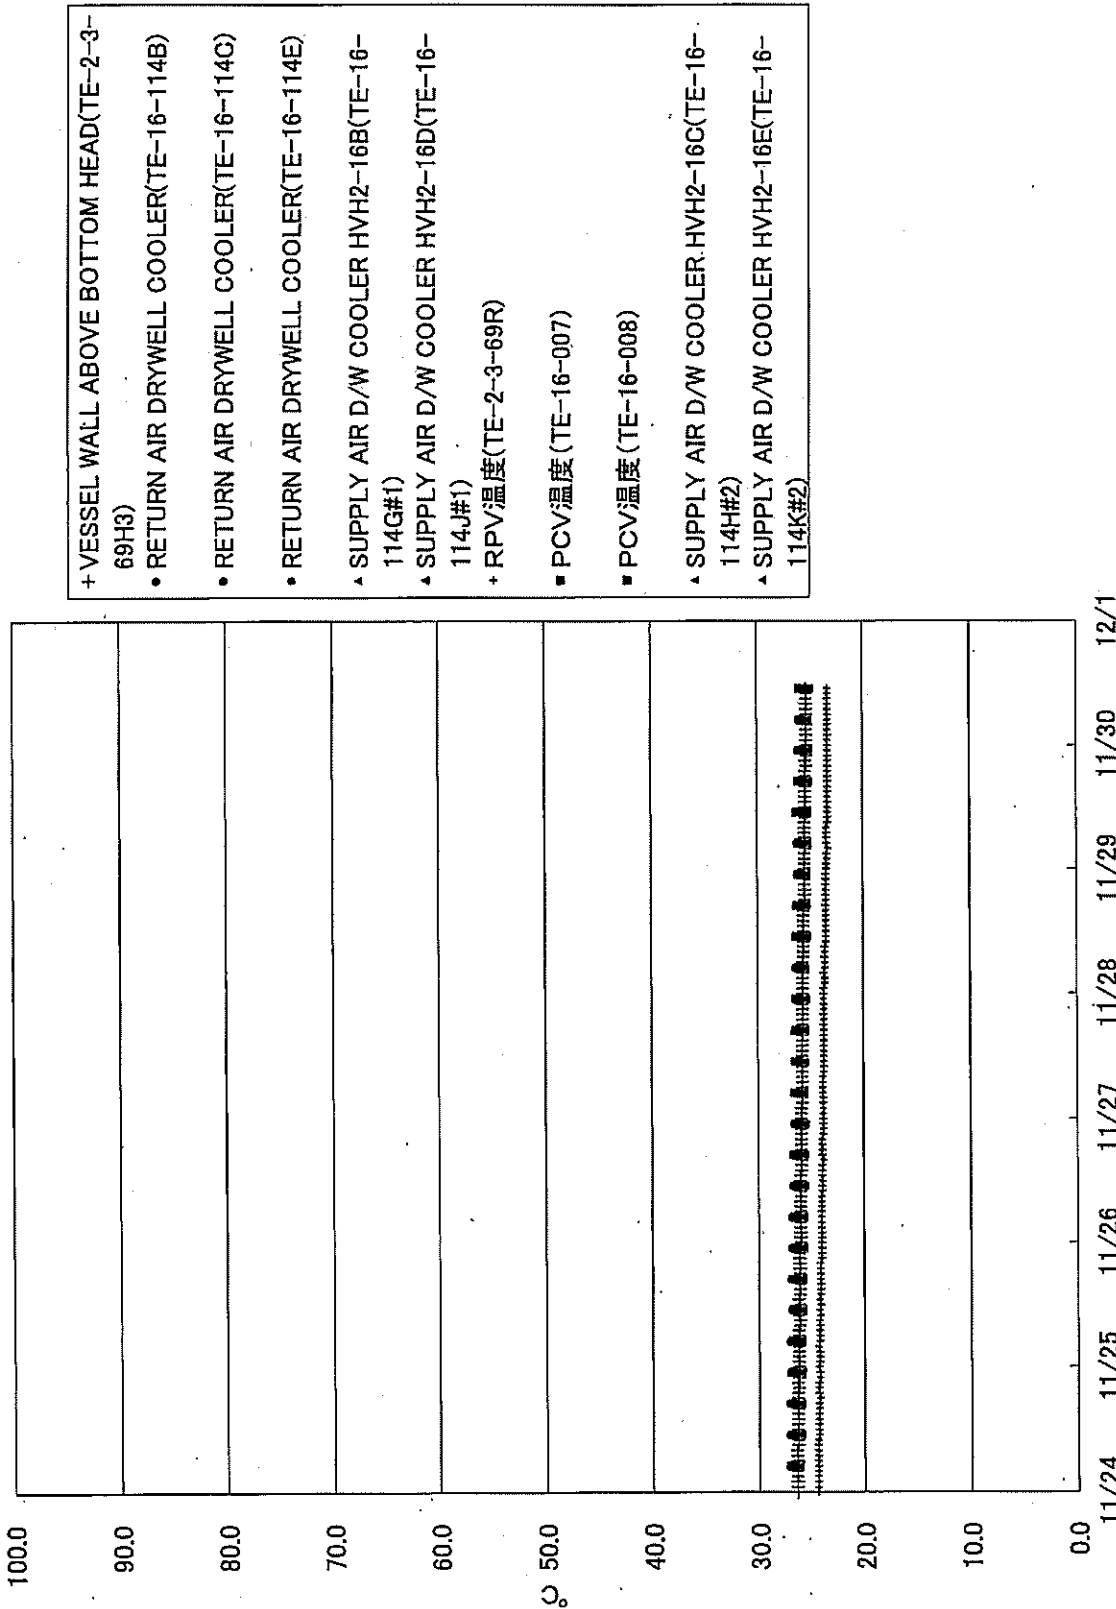 100.0
90.0
80.0
70.0
60.0
50.0
40.0
30.0
20.0
10.0
0.0
℃
11/24 11/25 11/26 11/27 11/28 11/29 11/30 12/1
+ VESSEL WALL ABOVE BOTTOM HEAD(TE-2-3-
69H3)
• RETURN AIR DRYWELL COOLER(TE-16-114B)
• RETURN AIR DRYWELL COOLER(TE-16-114C)
• RETURN AIR DRYWELL COOLER(TE-16-114E)
▲ SUPPLY AIR D/W COOLER HVH2-16B(TE-16-
114G#1)
▲ SUPPLY AIR D/W COOLER HVH2-16D(TE-16-
114J#1)
+ RPV温度(TE-2-3-69R)
■ PCV温度(TE-16-007)
■ PCV温度(TE-16-008)
▲ SUPPLY AIR D/W COOLER HVH2-16C(TE-16-
114H#2)
▲ SUPPLY AIR D/W COOLER HVH2-16E(TE-16-
114K#2)